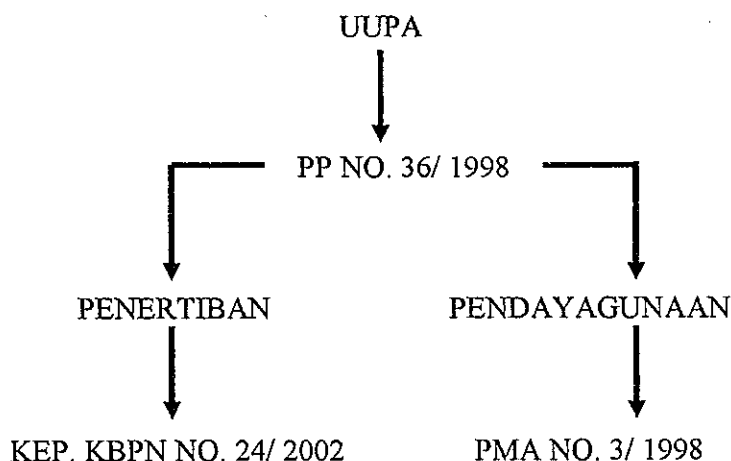 UUPA
PP NO. 36/ 1998
PENERTIBAN PENDAYAGUNAAN
KEP. KBPN NO. 24/ 2002 PMA NO. 3/ 1998